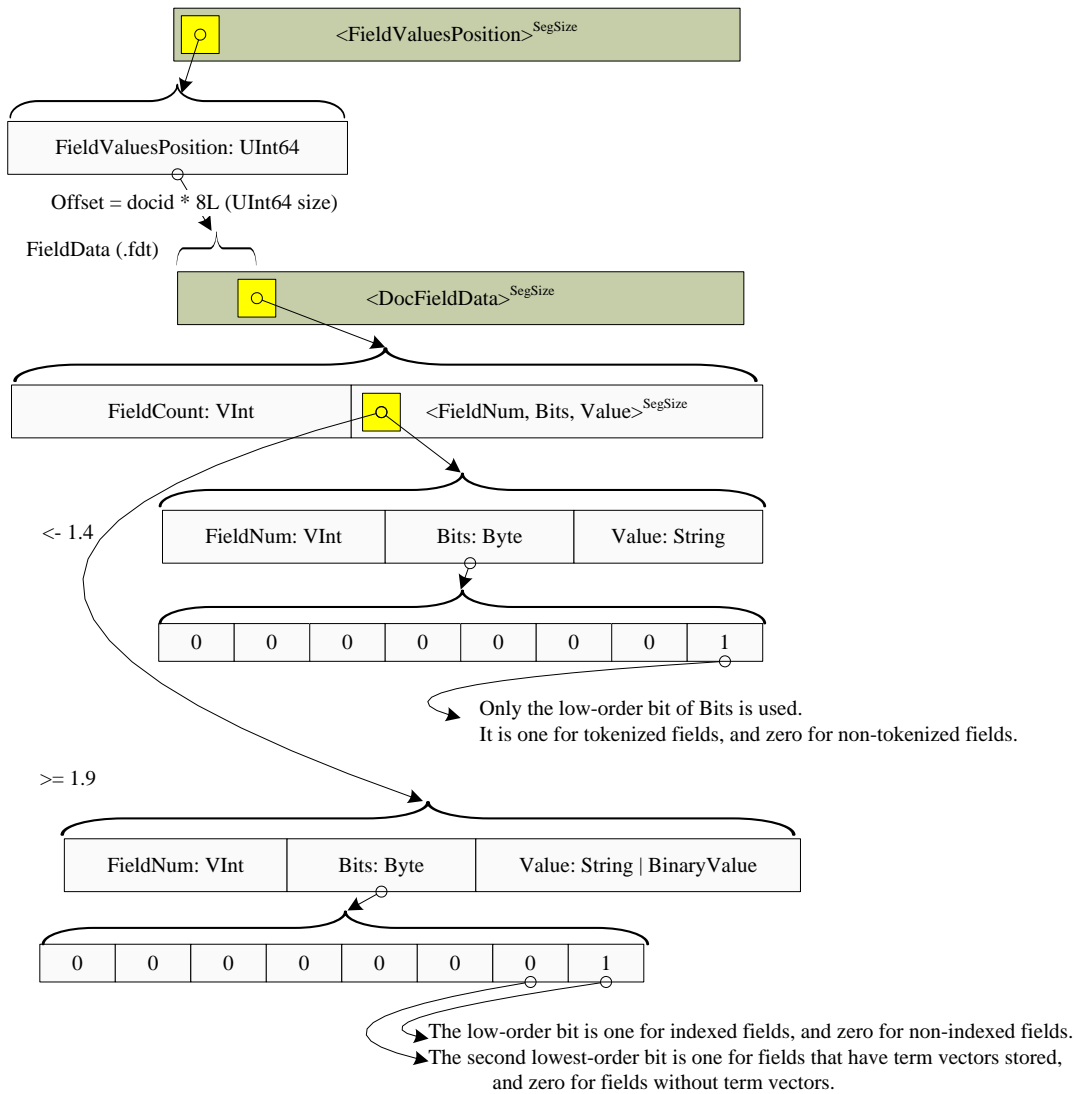 <FieldValuesPosition>SegSize
FieldValuesPosition: UInt64
Offset = docid * 8L (UInt64 size)
FieldData (.fdt)
<DocFieldData>SegSize
FieldCount: VInt
<FieldNum, Bits, Value>SegSize
<- 1.4
FieldNum: VInt
Bits: Byte
Value: String
0 0 0 0 0 0 0 1
Only the low-order bit of Bits is used.
It is one for tokenized fields, and zero for non-tokenized fields.
>= 1.9
FieldNum: VInt
Bits: Byte
Value: String | BinaryValue
0 0 0 0 0 0 0 1
The low-order bit is one for indexed fields, and zero for non-indexed fields.
The second lowest-order bit is one for fields that have term vectors stored,
and zero for fields without term vectors.